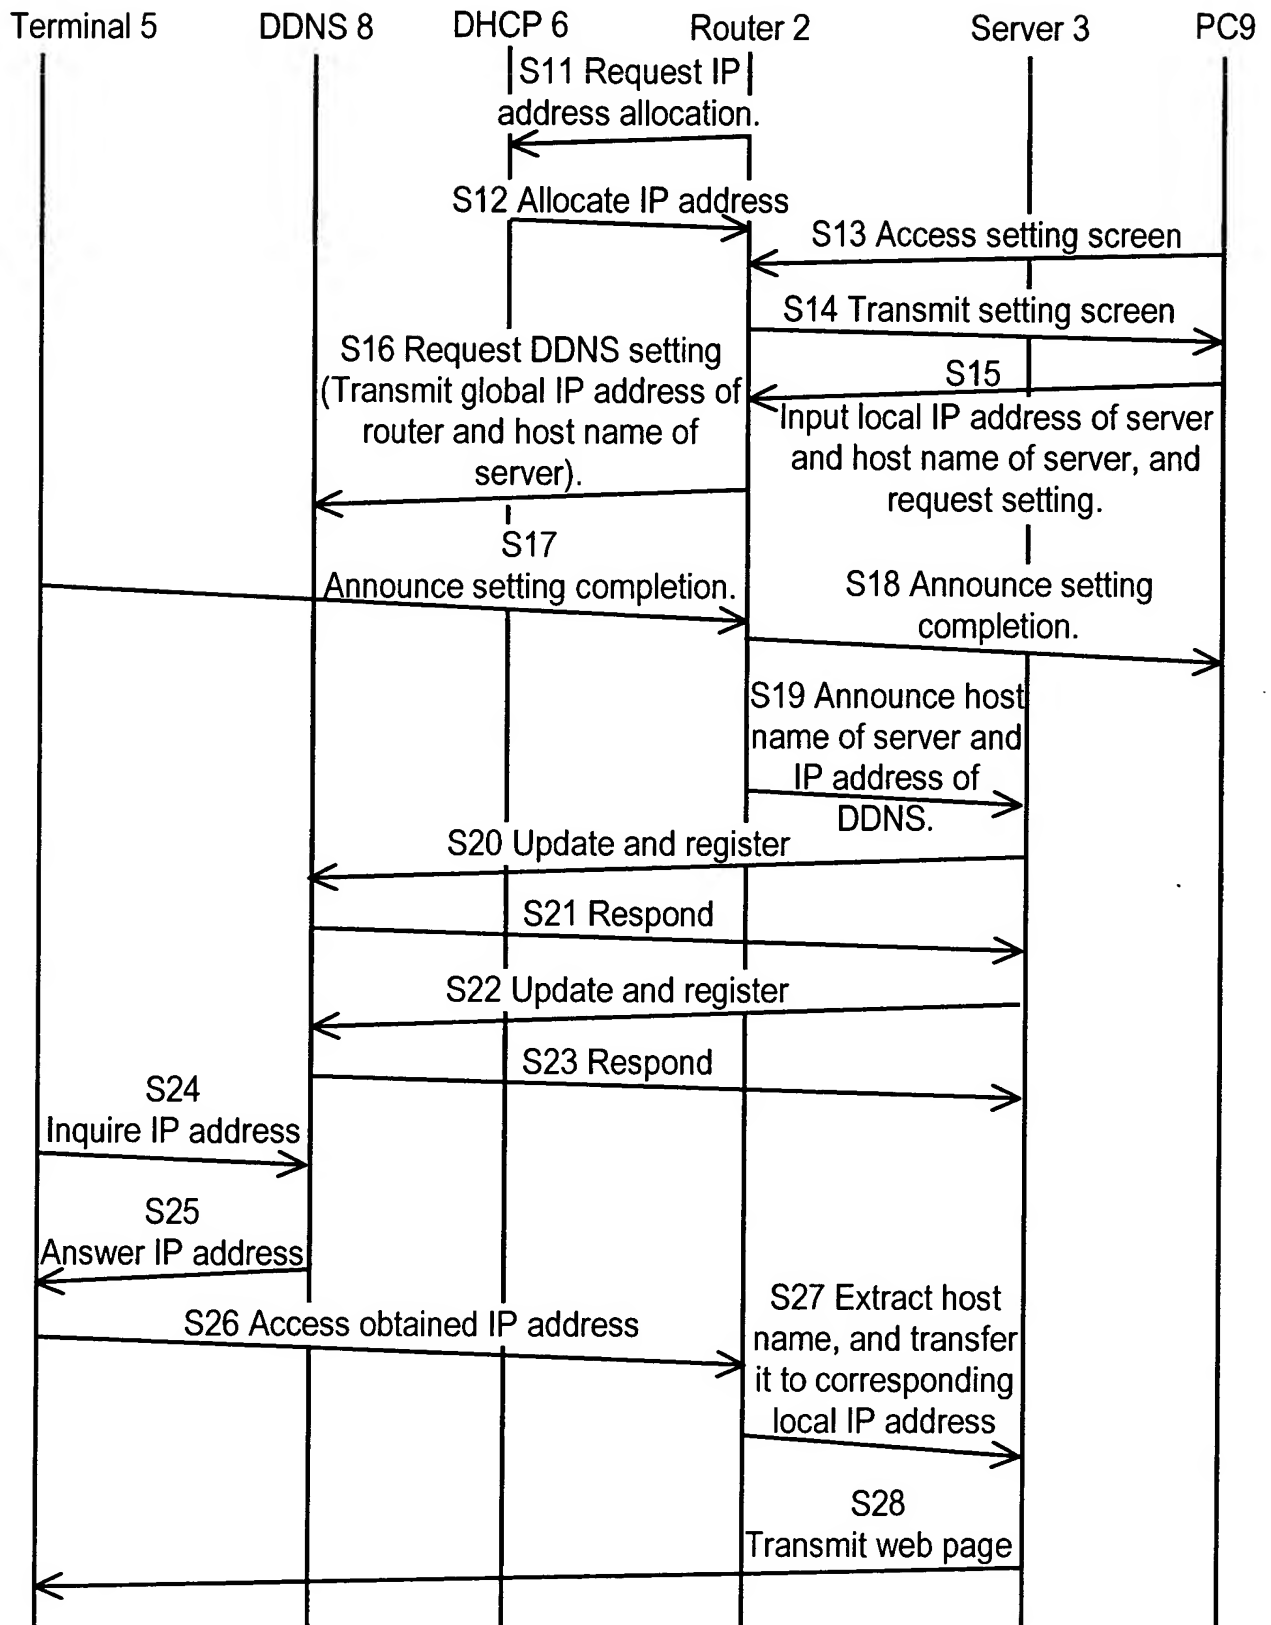 Terminal 5 DDNS 8 DHCP 6 Router 2 Server 3 PC9
S11 Request IP
address allocation.
S12 Allocate IP address
S13 Access setting screen
S14 Transmit setting screen
S15
Input local IP address of server
and host name of server, and
request setting.
S16 Request DDNS setting
(Transmit global IP address of
router and host name of
server).
S17
Announce setting completion.
S18 Announce setting
completion.
S19 Announce host
name of server and
IP address of
DDNS.
S20 Update and register
S21 Respond
S22 Update and register
S23 Respond
S24
Inquire IP address
S25
Answer IP address
S26 Access obtained IP address
S27 Extract host
name, and transfer
it to corresponding
local IP address
S28
Transmit web page